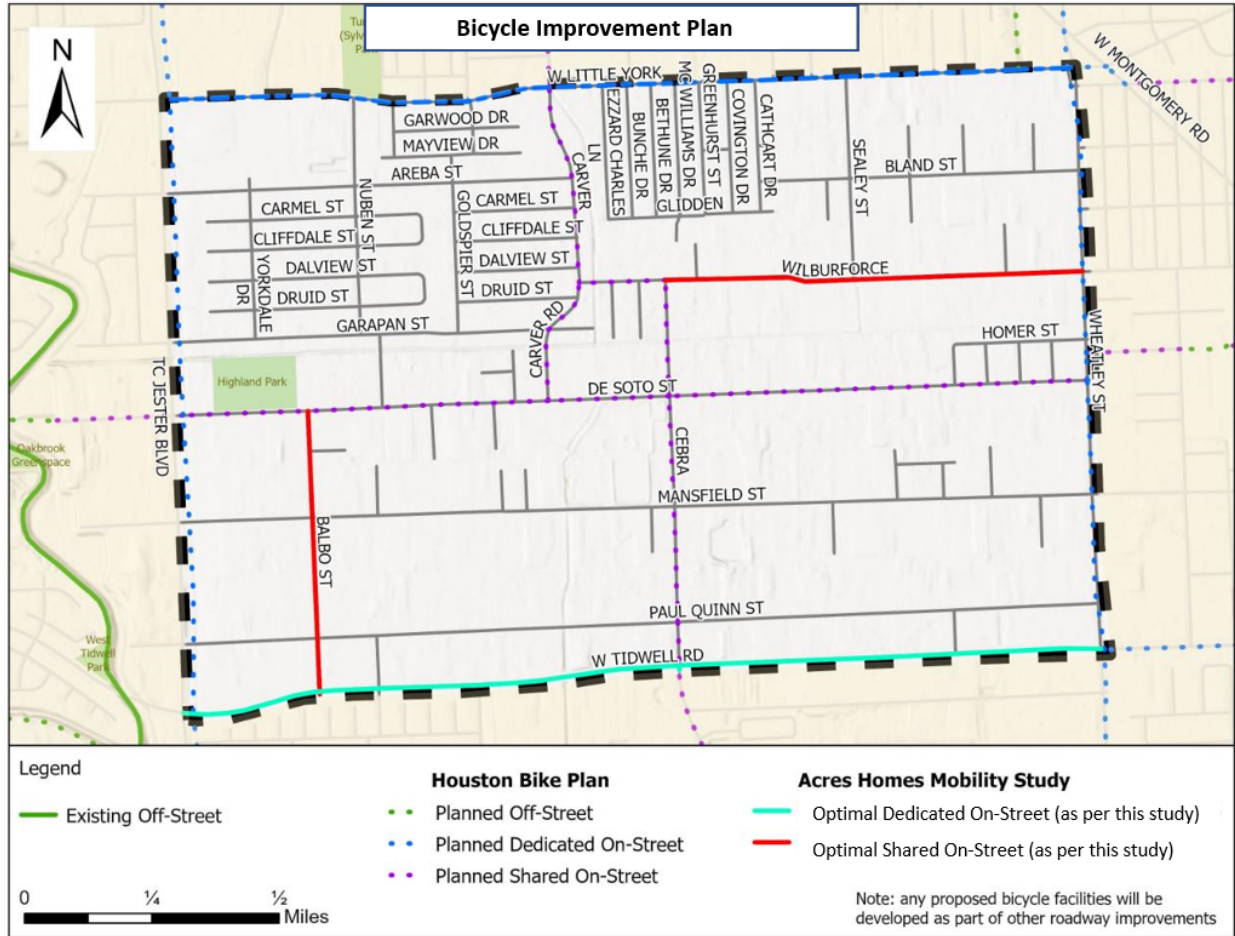 Bicycle Improvement Plan
N
W MONTGOMERY RD
W LITTLE YORK
GARWOOD DR
MAYVIEW DR
AREBA ST
CARVER
LN
EZZARD CHARLES
BUNCHE DR
BETHUNE DR
MCWILLIAMS DR
GREENHURST ST
COVINGTON DR
CATHCART DR
SEALEY ST
BLAND ST
GLIDDEN
NUBEN ST
GOLDSPIER ST
CARMEL ST
CARMEL ST
CLIFFDALE ST
CLIFFDALE ST
DALVIEW ST
DALVIEW ST
DRUID ST
DRUID ST
YORKDALE
DR
WILBURFORCE
GARAPAN ST
CARVER RD
HOMER ST
WHEATLEY ST
TC JESTER BLVD
Highland Park
DE SOTO ST
Oakbrook
Greenspace
CEBRA
MANSFIELD ST
BALBO ST
PAUL QUINN ST
West
Tidwell
Park
W TIDWELL RD
Legend
Existing Off-Street
Houston Bike Plan
Planned Off-Street
Planned Dedicated On-Street
Planned Shared On-Street
Acres Homes Mobility Study
Optimal Dedicated On-Street (as per this study)
Optimal Shared On-Street (as per this study)
0 ¼ ½
Miles
Note: any proposed bicycle facilities will be
developed as part of other roadway improvements